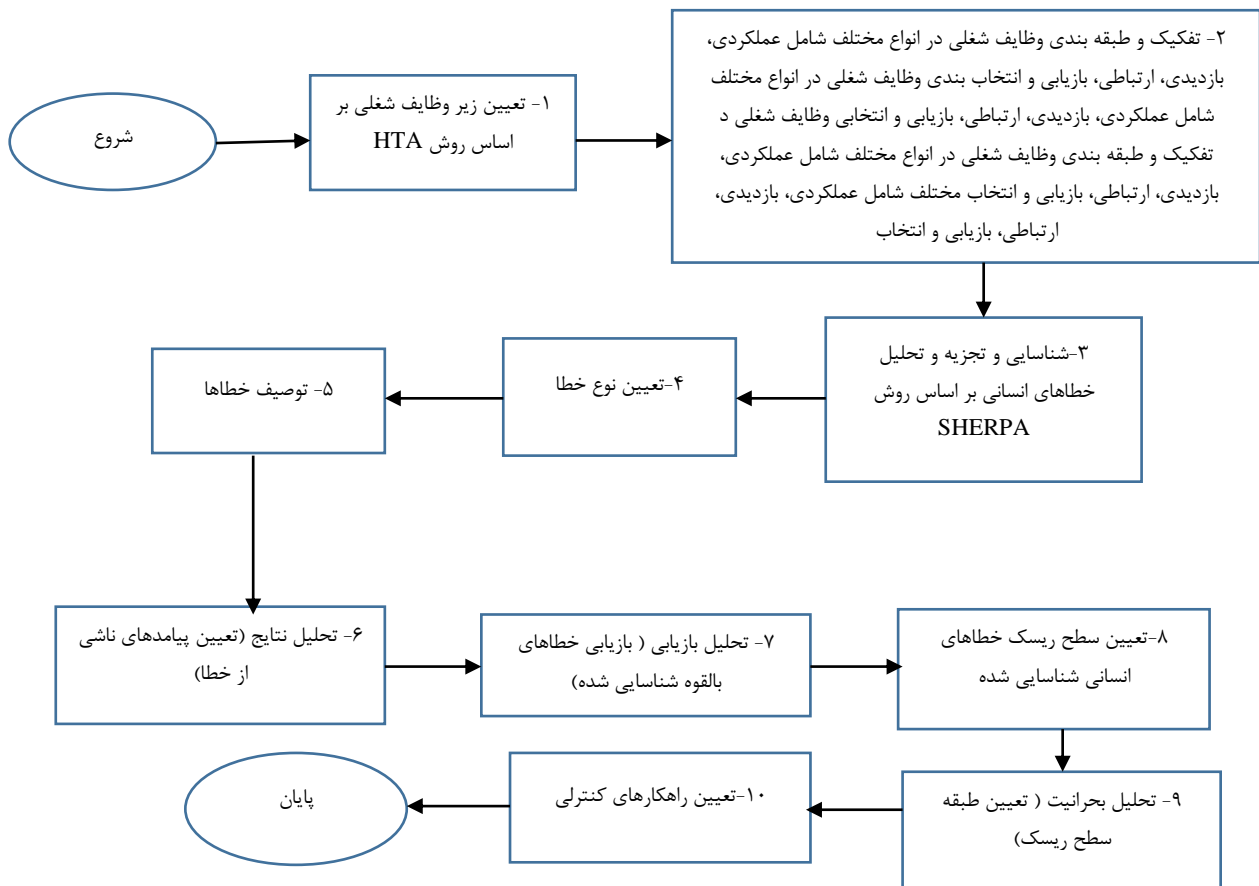 شروع
۱- تعیین زیر وظایف شغلی بر
اساس روش HTA
۲- تفکیک و طبقه بندی وظایف شغلی در انواع مختلف شامل عملکردی،
بازدیدی، ارتباطی، بازیابی و انتخاب بندی وظایف شغلی در انواع مختلف
شامل عملکردی، بازدیدی، ارتباطی، بازیابی و انتخابی وظایف شغلی د
تفکیک و طبقه بندی وظایف شغلی در انواع مختلف شامل عملکردی،
بازدیدی، ارتباطی، بازیابی و انتخاب مختلف شامل عملکردی، بازدیدی،
ارتباطی، بازیابی و انتخاب
۳-شناسایی و تجزیه و تحلیل
خطاهای انسانی بر اساس روش
SHERPA
۴-تعیین نوع خطا
۵- توصیف خطاها
۶- تحلیل نتایج (تعیین پیامدهای ناشی
از خطا)
۷- تحلیل بازیابی ( بازیابی خطاهای
بالقوه شناسایی شده)
۸-تعیین سطح ریسک خطاهای
انسانی شناسایی شده
۹- تحلیل بحرانیت ( تعیین طبقه
سطح ریسک)
۱۰-تعیین راهکارهای کنترلی
پایان